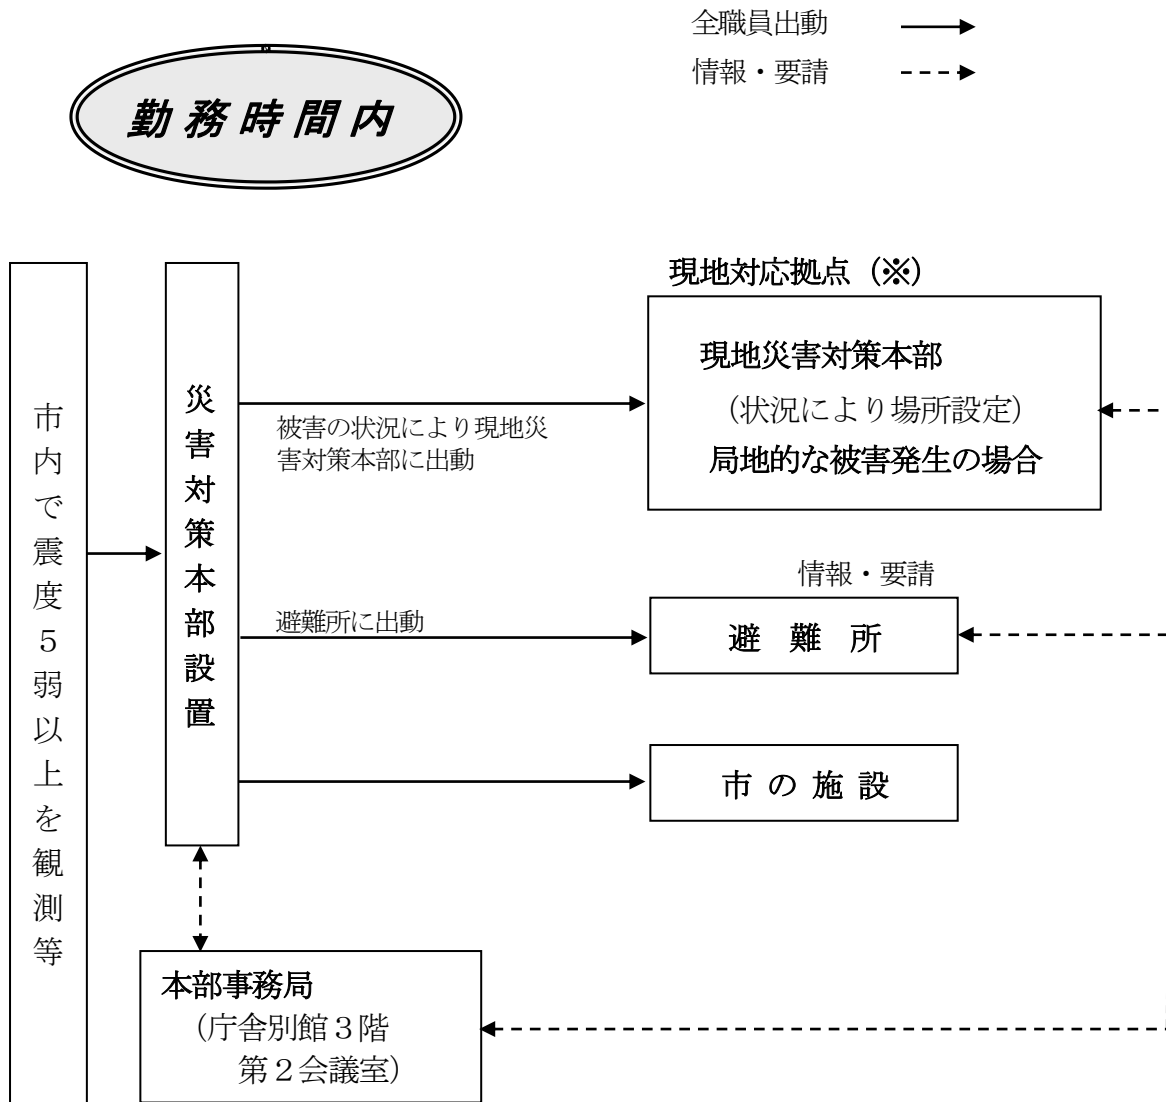 全職員出動
情報・要請
勤務時間内
市内で震度５弱以上を観測等
災害対策本部設置
現地対応拠点（※）
現地災害対策本部
（状況により場所設定）
局地的な被害発生の場合
被害の状況により現地災
害対策本部に出動
情報・要請
避難所に出動
避難所
市の施設
本部事務局
（庁舎別館３階
第２会議室）